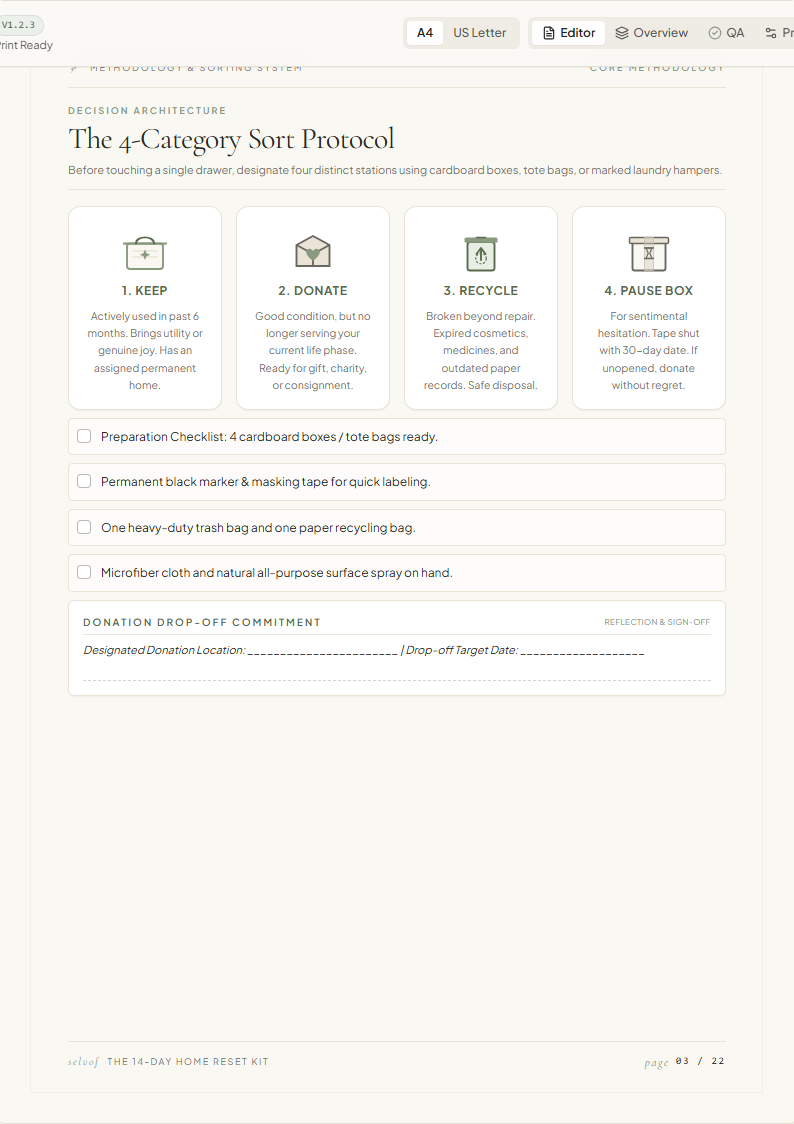 V1.2.3
Print Ready
A4
US Letter
Editor
Overview
QA
METHODOLOGY & SORTING SYSTEM
CORE METHODOLOGY
DECISION ARCHITECTURE
The 4-Category Sort Protocol
Before touching a single drawer, designate four distinct stations using cardboard boxes, tote bags, or marked laundry hampers.
1. KEEP
Actively used in past 6
months. Brings utility or
genuine joy. Has an
assigned permanent
home.
2. DONATE
Good condition, but no
longer serving your
current life phase.
Ready for gift, charity,
or consignment.
3. RECYCLE
Broken beyond repair.
Expired cosmetics,
medicines, and
outdated paper
records. Safe disposal.
4. PAUSE BOX
For sentimental
hesitation. Tape shut
with 30-day date. If
unopened, donate
without regret.
Preparation Checklist: 4 cardboard boxes / tote bags ready.
Permanent black marker & masking tape for quick labeling.
One heavy-duty trash bag and one paper recycling bag.
Microfiber cloth and natural all-purpose surface spray on hand.
DONATION DROP-OFF COMMITMENT
REFLECTION & SIGN-OFF
Designated Donation Location: _______________________ | Drop-off Target Date: ___________________
selvof THE 14-DAY HOME RESET KIT
page 03 / 22